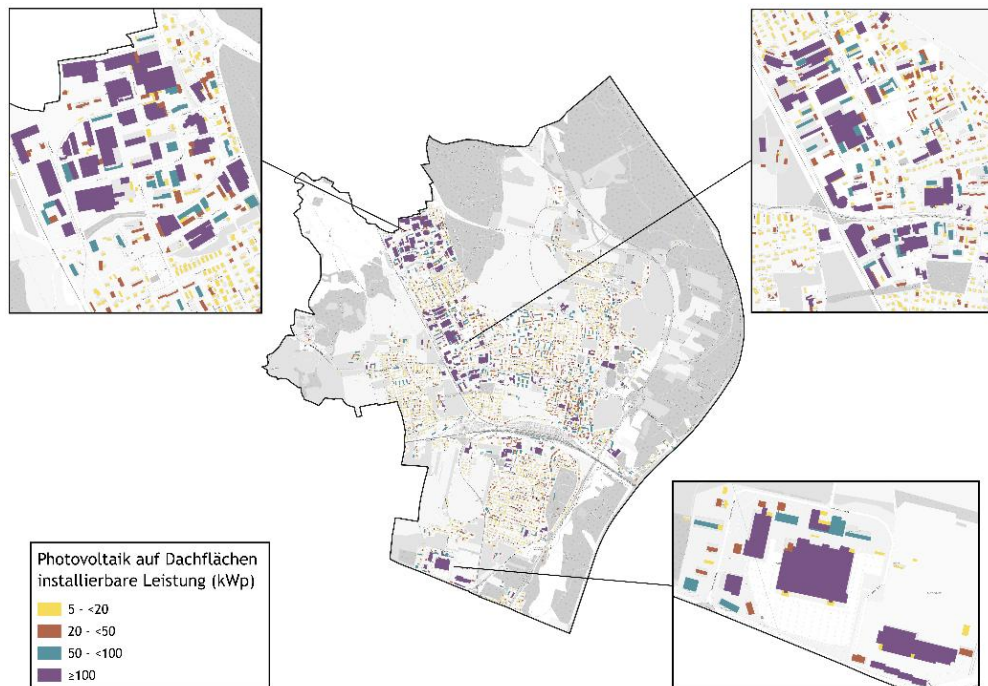 Photovoltaik auf Dachflächen
installierbare Leistung (kWp)
5 - <20
20 - <50
50 - <100
≥100